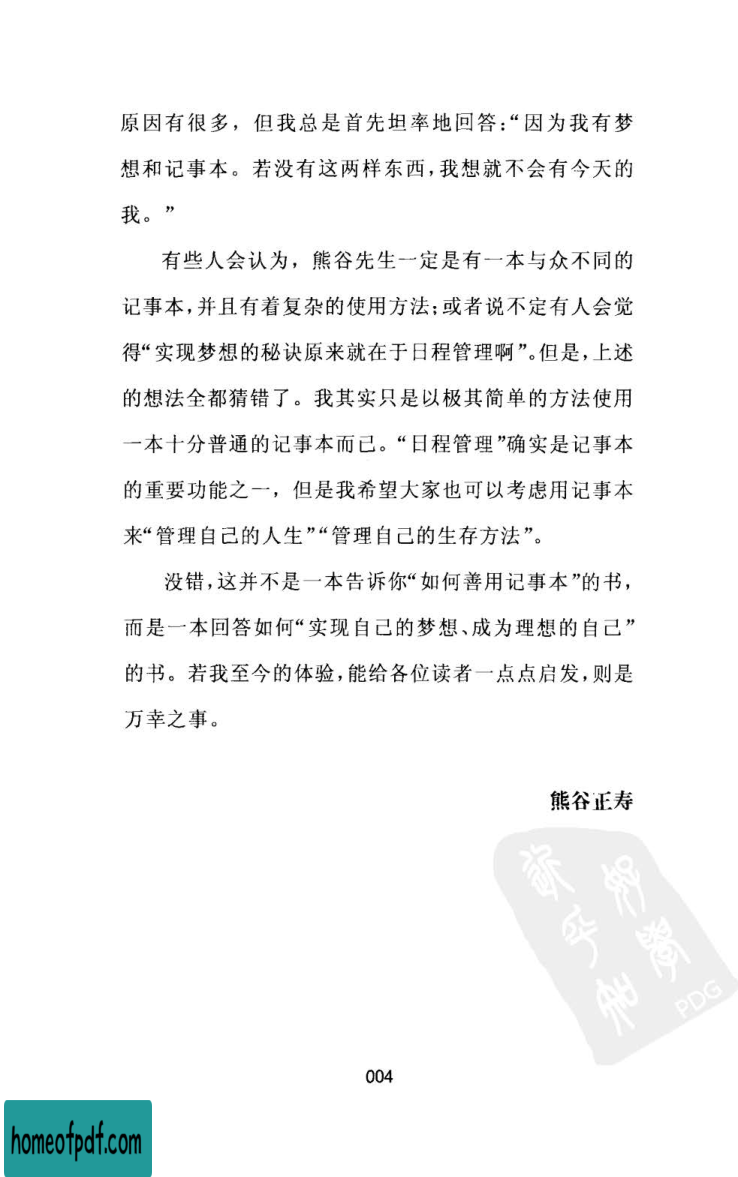 原因有很多，但我总是首先坦率地回答：“因为我有梦
想和记事本。若没有这两样东西，我想就不会有今天的
我。”
有些人会认为，熊谷先生一定是有一本与众不同的
记事本，并且有着复杂的使用方法；或者说不定有人会觉
得“实现梦想的秘诀原来就在于日程管理啊”。但是，上述
的想法全都猜错了。我其实只是以极其简单的方法使用
一本十分普通的记事本而已。“日程管理”确实是记事本
的重要功能之一，但是我希望大家也可以考虑用记事本
来“管理自己的人生”“管理自己的生存方法”。
没错，这并不是一本告诉你“如何善用记事本”的书，
而是一本回答如何“实现自己的梦想、成为理想的自己”
的书。若我至今的体验，能给各位读者一点点启发，则是
万幸之事。
熊谷正寿
PDG
004
homeofpdf.com